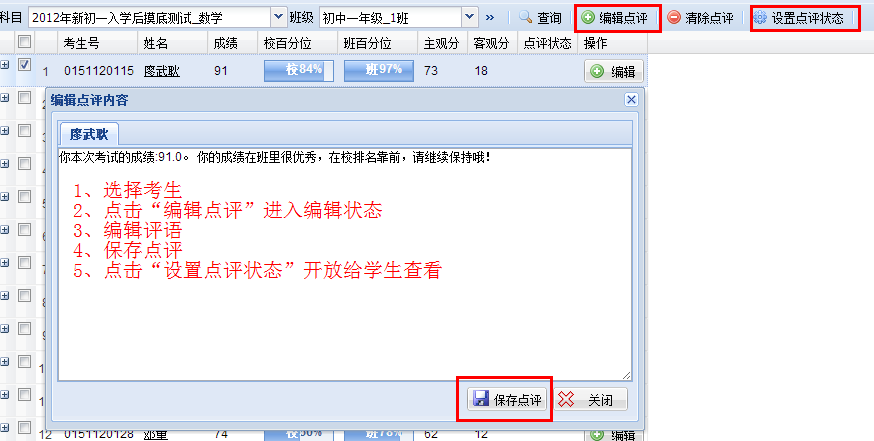 科目 2012年新初一入学后摸底测试_数学 班级 初中一年级_1班 » 查询 编辑点评 清除点评 设置点评状态
考生号 姓名 成绩 校百分位 班百分位 主观分 客观分 点评状态 操作
1 0151120115 廖武耿 91 校84% 班97% 73 18 编辑
编辑点评内容
廖武耿
你本次考试的成绩:91.0。 你的成绩在班里很优秀，在校排名靠前，请继续保持哦！
1、选择考生
2、点击“编辑点评”进入编辑状态
3、编辑评语
4、保存点评
5、点击“设置点评状态”开放给学生查看
保存点评 关闭
12 0151120128 邓重 74 校50% 班78% 62 12 编辑